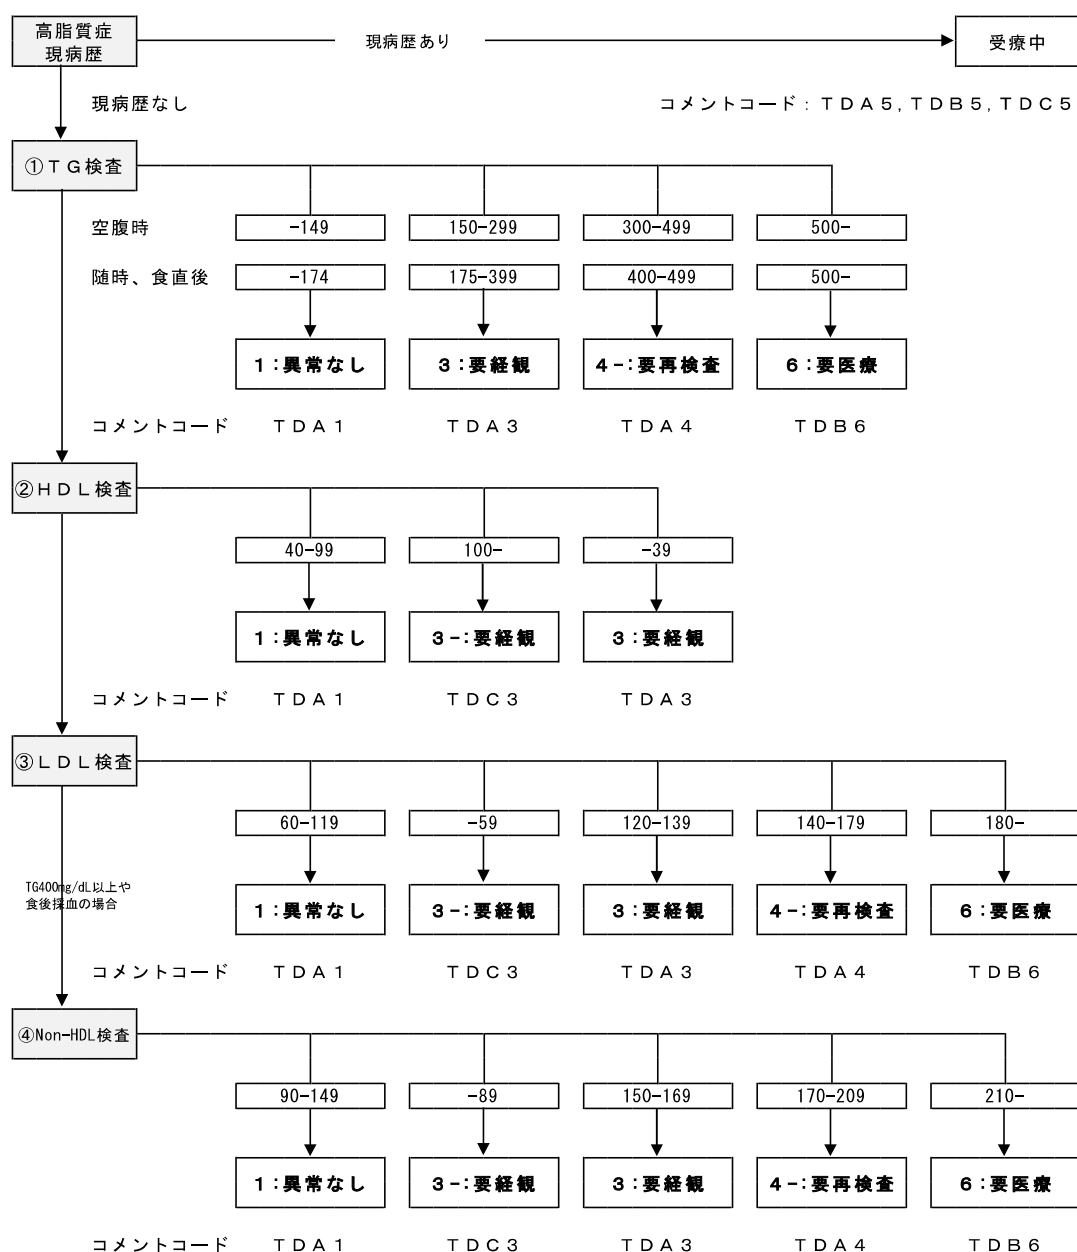 高脂質症
現病歴
現病歴あり
受療中
現病歴なし
コメントコード：ＴＤＡ５，ＴＤＢ５，ＴＤＣ５
①ＴＧ検査
空腹時
-149
150-299
300-499
500-
随時、食直後
-174
175-399
400-499
500-
１：異常なし
３：要経観
４-：要再検査
６：要医療
コメントコード
ＴＤＡ１
ＴＤＡ３
ＴＤＡ４
ＴＤＢ６
②ＨＤＬ検査
40-99
100-
-39
１：異常なし
３-：要経観
３：要経観
コメントコード
ＴＤＡ１
ＴＤＣ３
ＴＤＡ３
③ＬＤＬ検査
60-119
-59
120-139
140-179
180-
TG400mg/dL以上や
食後採血の場合
１：異常なし
３-：要経観
３：要経観
４-：要再検査
６：要医療
コメントコード
ＴＤＡ１
ＴＤＣ３
ＴＤＡ３
ＴＤＡ４
ＴＤＢ６
④Non-HDL検査
90-149
-89
150-169
170-209
210-
１：異常なし
３-：要経観
３：要経観
４-：要再検査
６：要医療
コメントコード
ＴＤＡ１
ＴＤＣ３
ＴＤＡ３
ＴＤＡ４
ＴＤＢ６